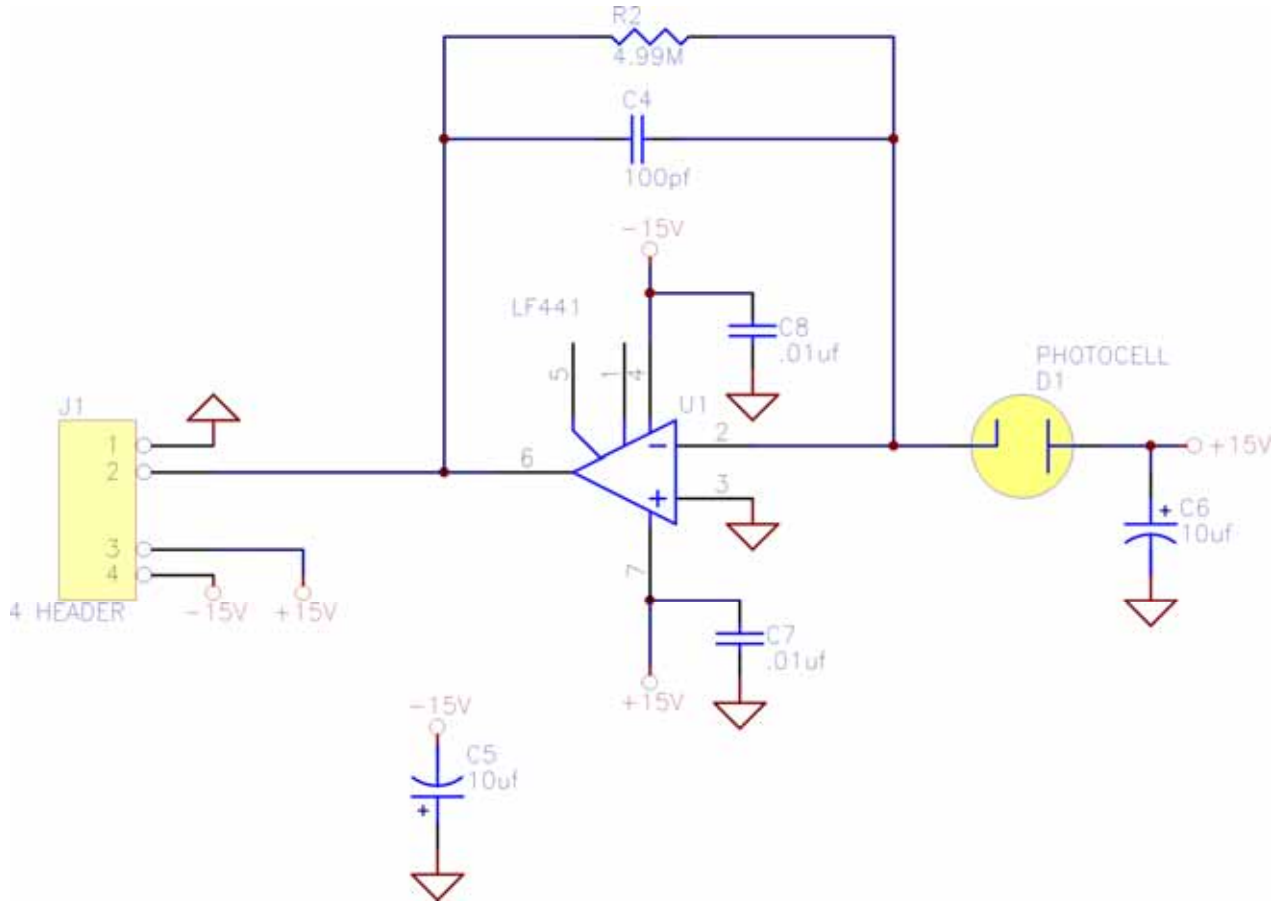 R2
4.99M
C4
100pf
-15V
LF441
C8
.01uf
5
1
4
PHOTOCELL
D1
J1
U1
1
2
2
+15V
6
3
C6
10uf
+
3
4
7
4 HEADER
-15V
+15V
C7
.01uf
+15V
-15V
C5
10uf
+